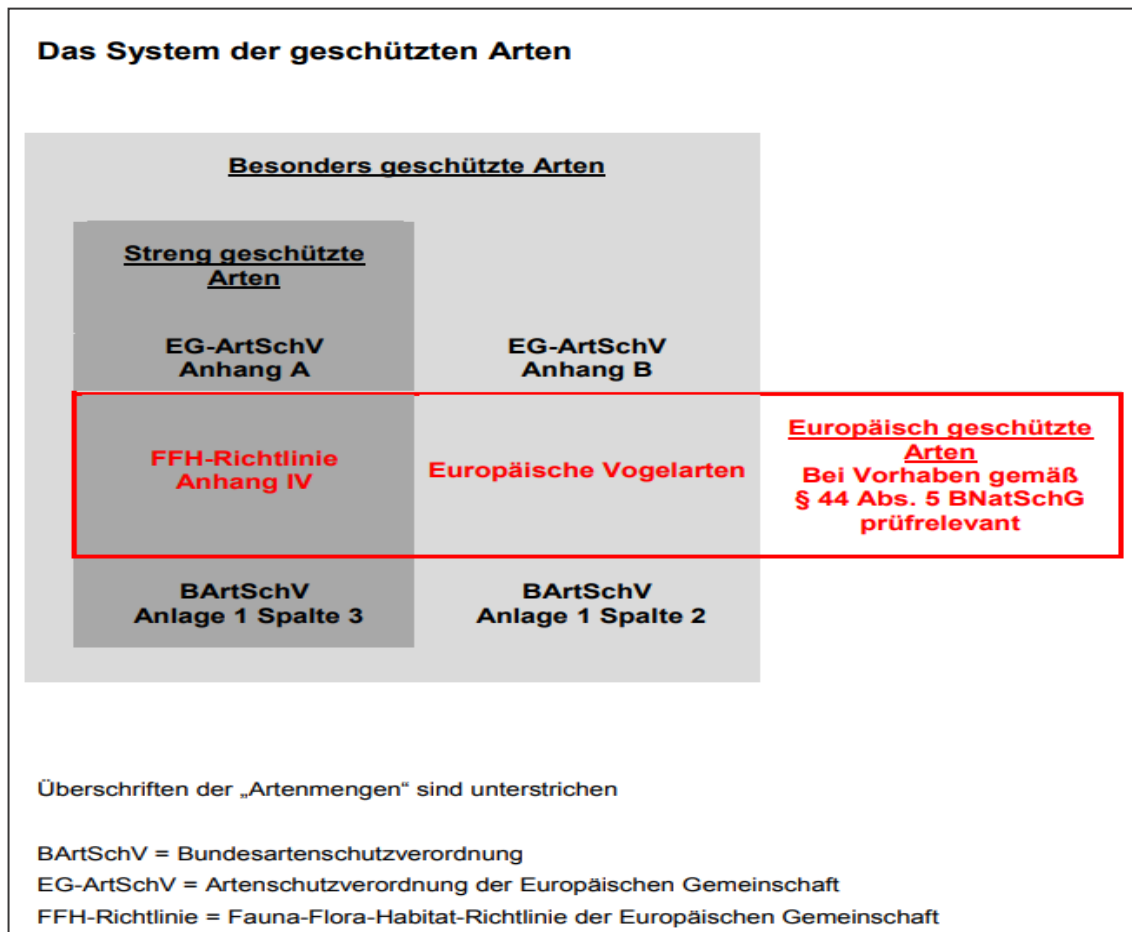 Das System der geschützten Arten
Besonders geschützte Arten
Streng geschützte
Arten
EG-ArtSchV
Anhang A
EG-ArtSchV
Anhang B
FFH-Richtlinie
Anhang IV
Europäische Vogelarten
Europäisch geschützte
Arten
Bei Vorhaben gemäß
§ 44 Abs. 5 BNatSchG
prüfrelevant
BArtSchV
Anlage 1 Spalte 3
BArtSchV
Anlage 1 Spalte 2
Überschriften der „Artenmengen“ sind unterstrichen
BArtSchV = Bundesartenschutzverordnung
EG-ArtSchV = Artenschutzverordnung der Europäischen Gemeinschaft
FFH-Richtlinie = Fauna-Flora-Habitat-Richtlinie der Europäischen Gemeinschaft